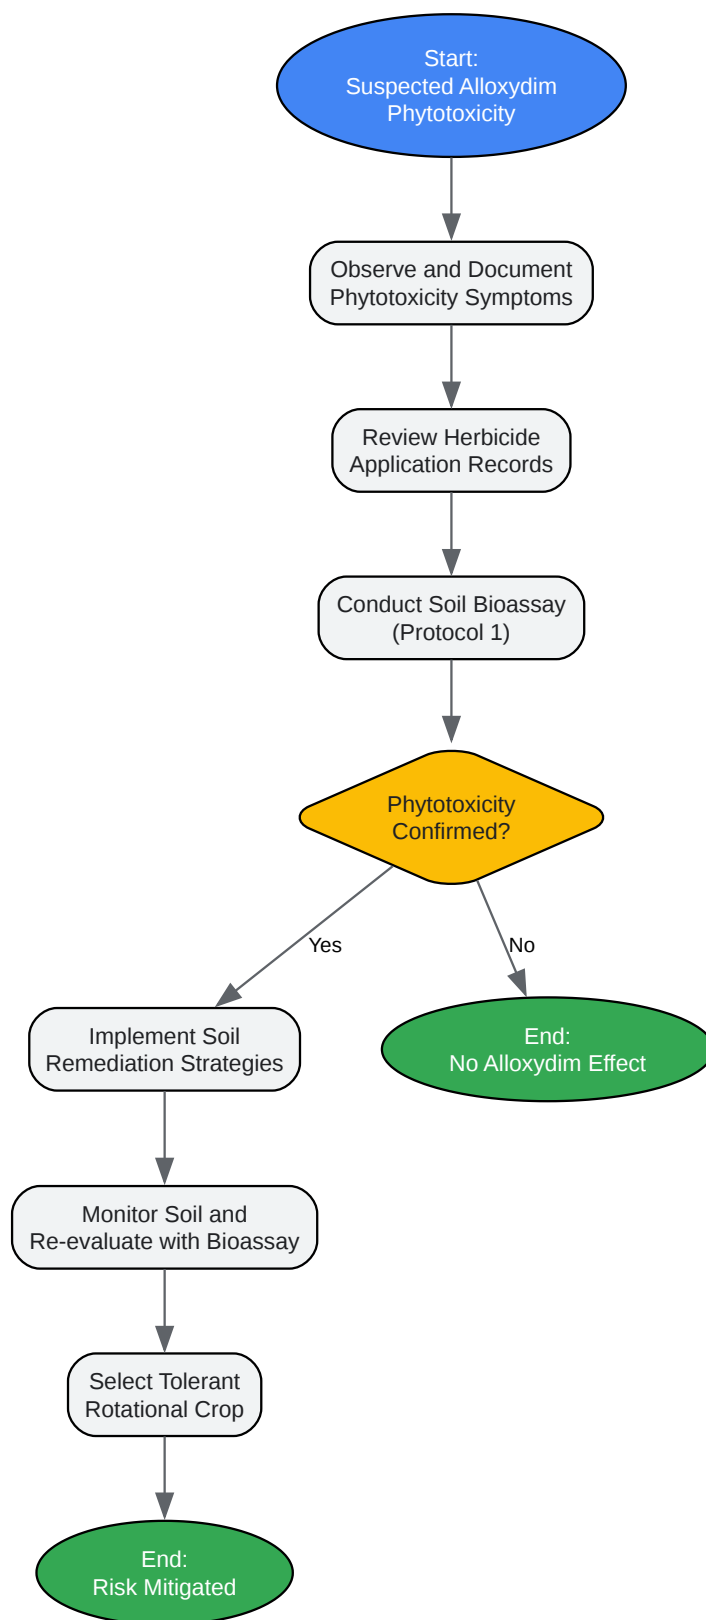 Start:
Suspected Alloxydim
Phytotoxicity
Observe and Document
Phytotoxicity Symptoms
Review Herbicide
Application Records
Conduct Soil Bioassay
(Protocol 1)
Phytotoxicity
Confirmed?
Yes
No
Implement Soil
Remediation Strategies
End:
No Alloxydim Effect
Monitor Soil and
Re-evaluate with Bioassay
Select Tolerant
Rotational Crop
End:
Risk Mitigated